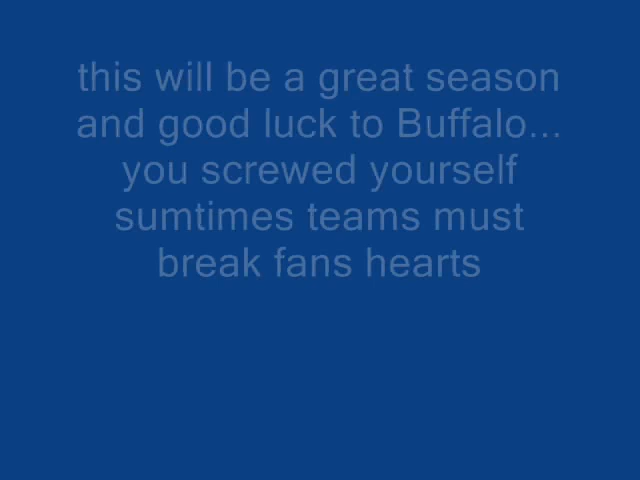 this will be a great season
and good luck to Buffalo...
you screwed yourself
sumtimes teams must
break fans hearts